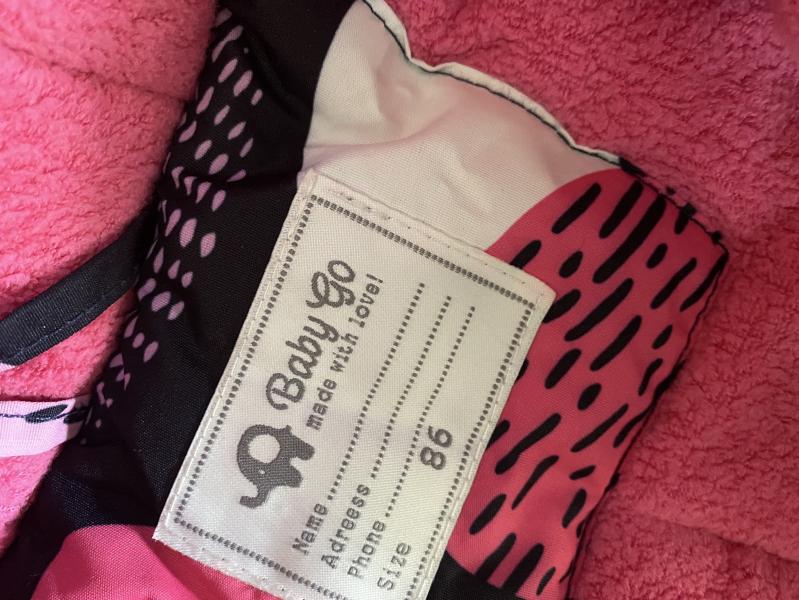 Baby Go
made with love!
Name ..............................
Adreess ..............................
Phone ..............................
Size 86